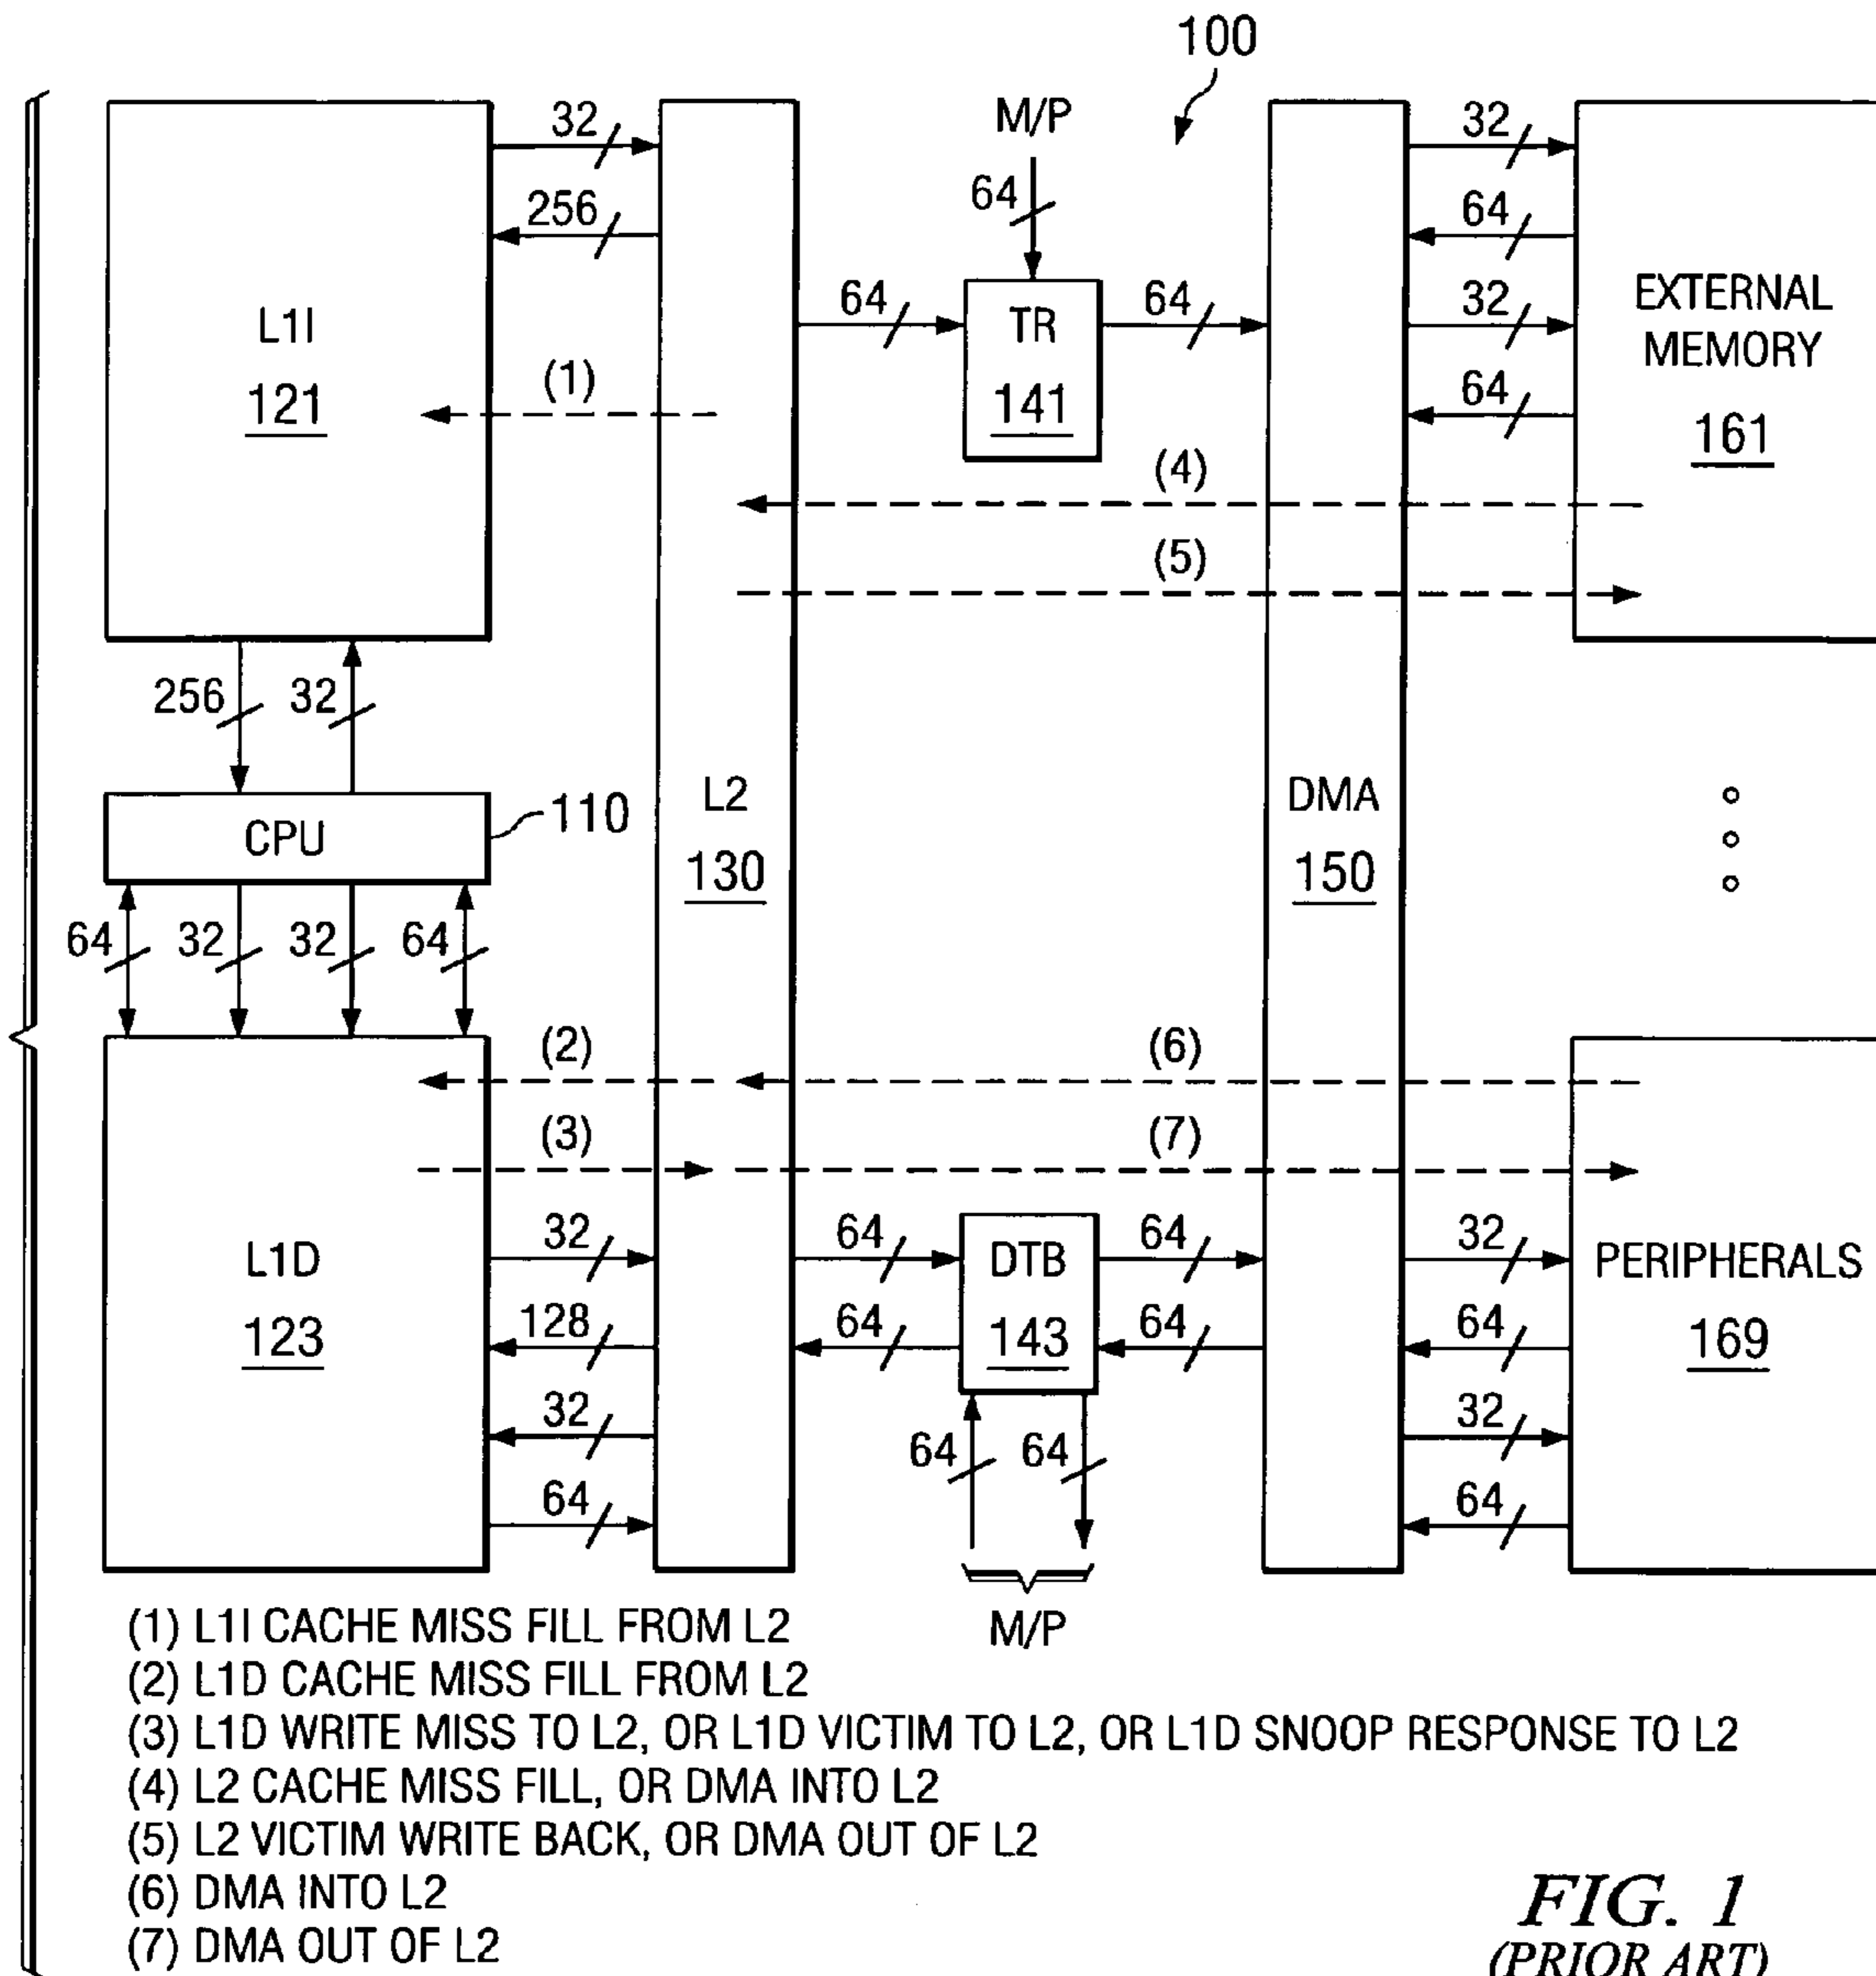 100
32
M/P
32
256
64
64
L1I
121
64
TR
141
64
32
64
EXTERNAL
MEMORY
161
(1)
(4)
(5)
256
32
CPU
110
L2
130
DMA
150
64
32
32
64
(2)
(6)
(3)
(7)
L1D
123
32
64
DTB
143
64
32
PERIPHERALS
169
128
64
64
64
32
64
64
32
64
64
M/P
(1) L1I CACHE MISS FILL FROM L2
(2) L1D CACHE MISS FILL FROM L2
(3) L1D WRITE MISS TO L2, OR L1D VICTIM TO L2, OR L1D SNOOP RESPONSE TO L2
(4) L2 CACHE MISS FILL, OR DMA INTO L2
(5) L2 VICTIM WRITE BACK, OR DMA OUT OF L2
(6) DMA INTO L2
(7) DMA OUT OF L2
FIG. 1
(PRIOR ART)